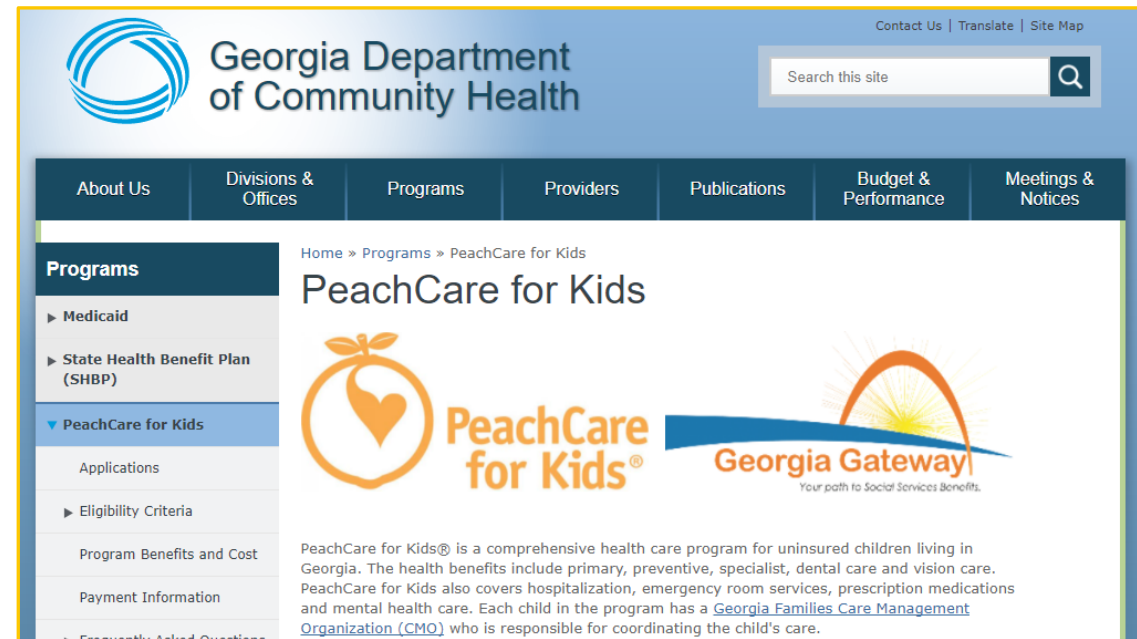 Contact Us | Translate | Site Map
Georgia Department
of Community Health
Search this site
About Us
Divisions &
Offices
Programs
Providers
Publications
Budget &
Performance
Meetings &
Notices
Programs
Medicaid
State Health Benefit Plan
(SHBP)
PeachCare for Kids
Applications
Eligibility Criteria
Program Benefits and Cost
Payment Information
Frequently Asked Questions
Home » Programs » PeachCare for Kids
PeachCare for Kids
PeachCare
for Kids®
Georgia Gateway
Your path to Social Services Benefits.
PeachCare for Kids® is a comprehensive health care program for uninsured children living in
Georgia. The health benefits include primary, preventive, specialist, dental care and vision care.
PeachCare for Kids also covers hospitalization, emergency room services, prescription medications
and mental health care. Each child in the program has a Georgia Families Care Management
Organization (CMO) who is responsible for coordinating the child's care.